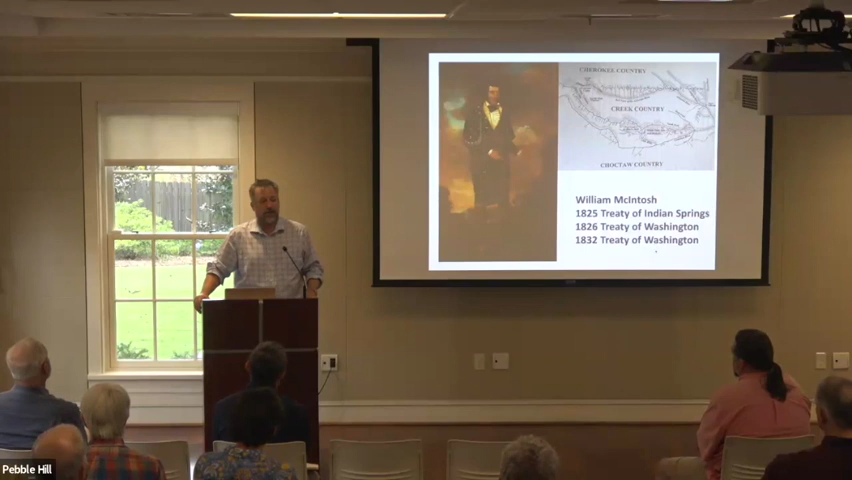 CHEROKEE COUNTRY
CREEK COUNTRY
CHOCTAW COUNTRY
William McIntosh
1825 Treaty of Indian Springs
1826 Treaty of Washington
1832 Treaty of Washington
Pebble Hill